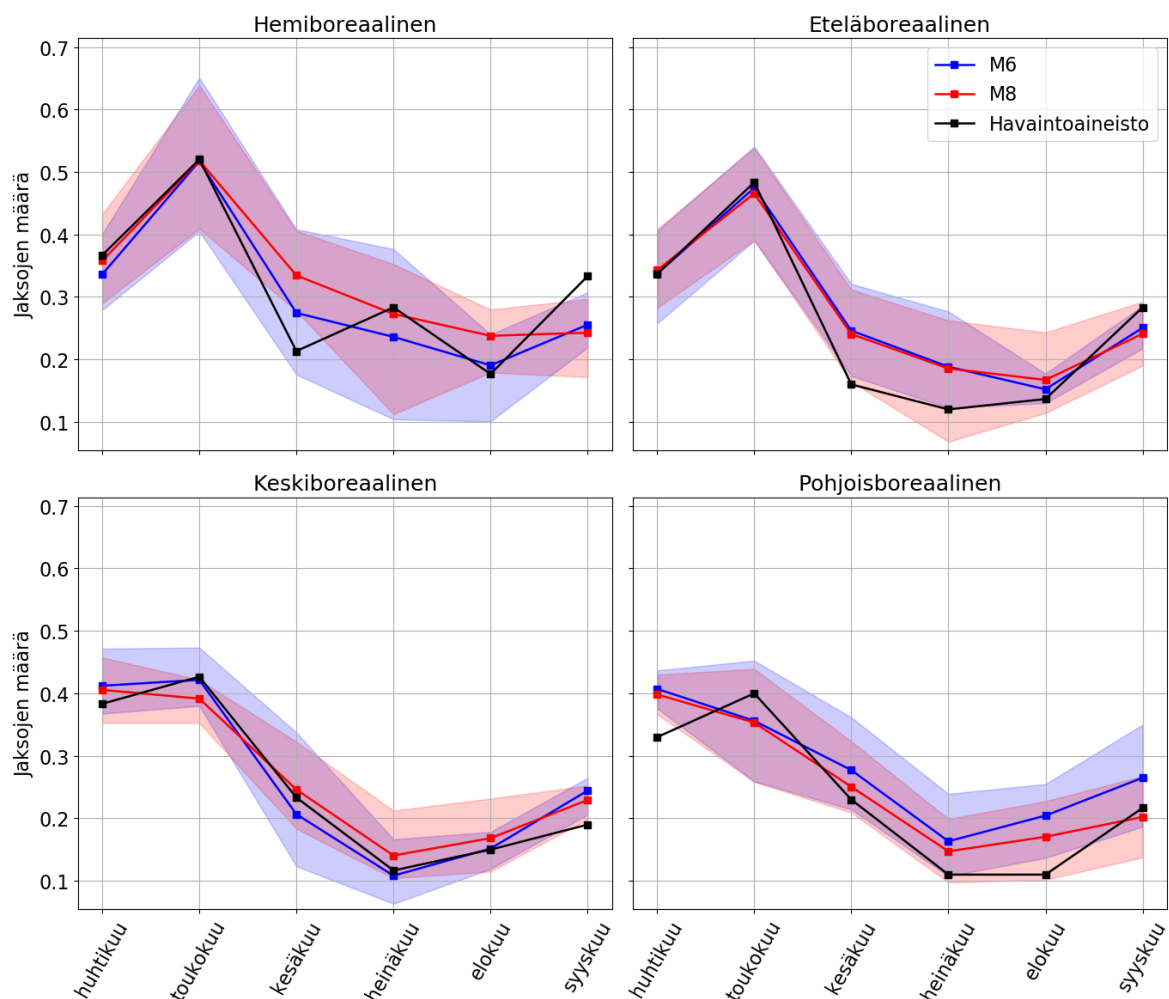 Hemiboreaalinen
Eteläboreaalinen
0.7
0.6
0.5
0.4
0.3
0.2
0.1
Jaksojen määrä
M6
M8
Havaintoaineisto
Keskiboreaalinen
Pohjoisboreaalinen
0.7
0.6
0.5
0.4
0.3
0.2
0.1
Jaksojen määrä
huhtikuu
toukokuu
kesäkuu
heinäkuu
elokuu
syyskuu
huhtikuu
toukokuu
kesäkuu
heinäkuu
elokuu
syyskuu